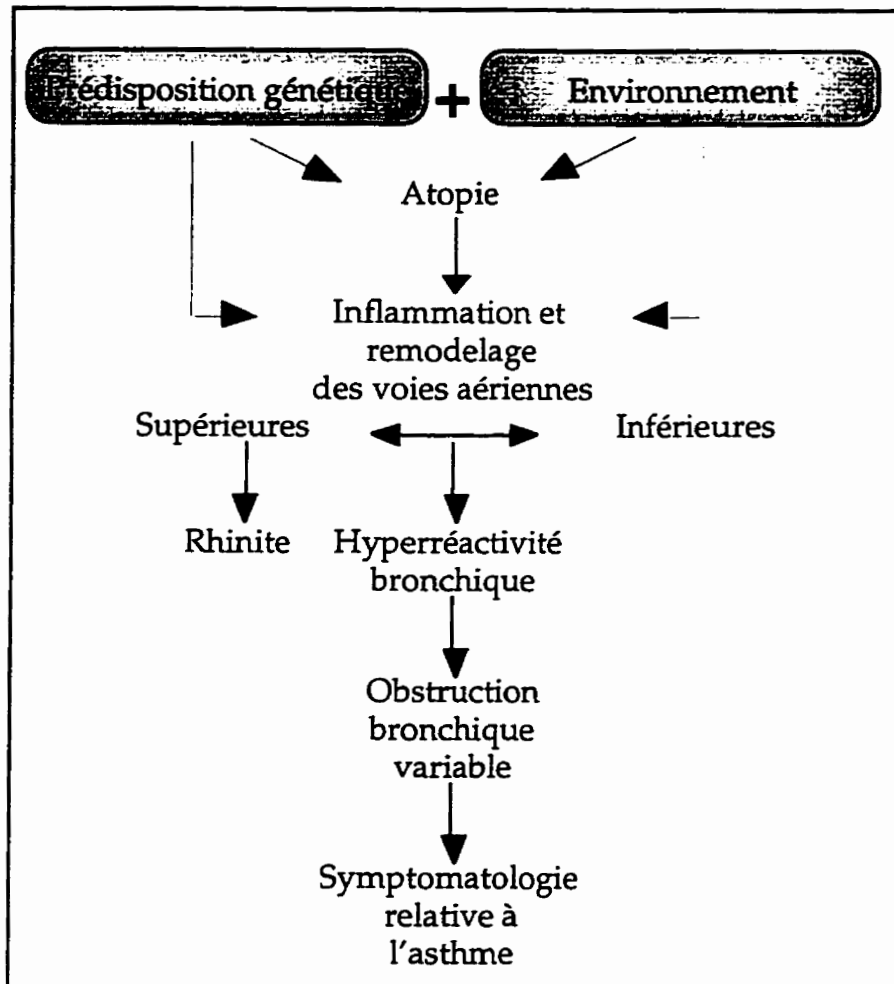 Prédisposition génétique + Environnement
Atopie
Inflammation et
remodelage
des voies aériennes
Supérieures Inférieures
Rhinite Hyperréactivité
bronchique
Obstruction
bronchique
variable
Symptomatologie
relative à
l'asthme